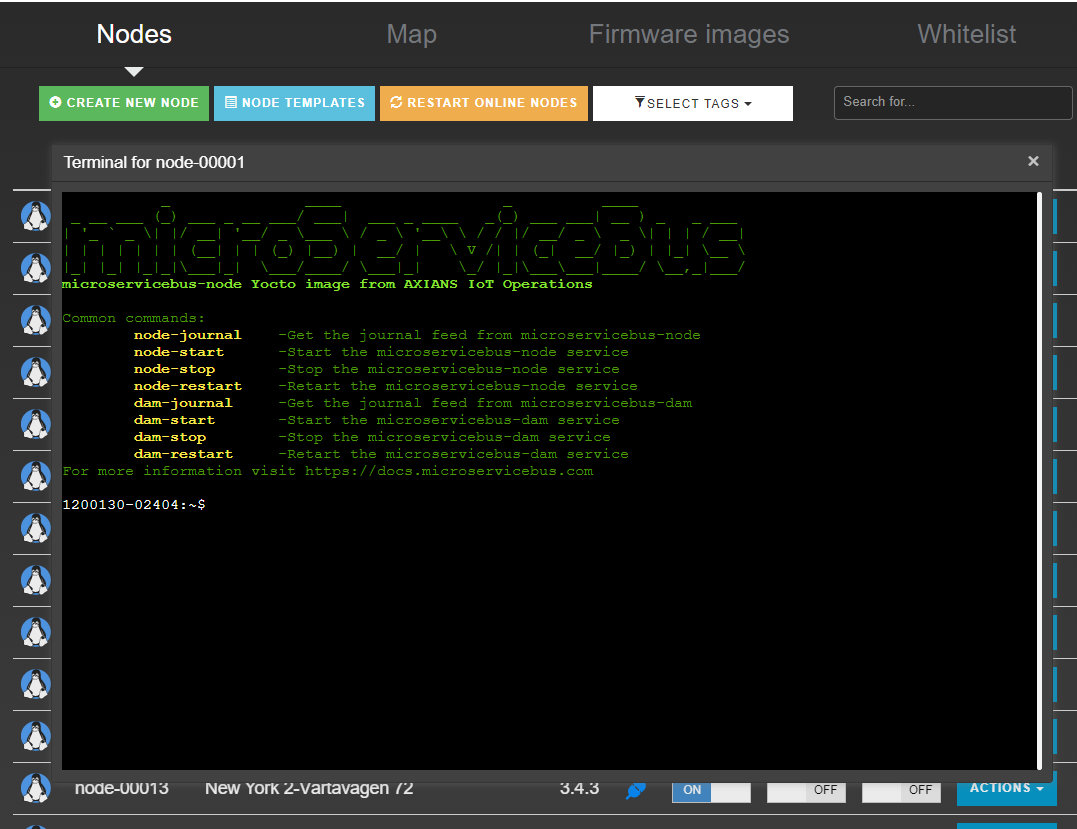 Nodes Map Firmware images Whitelist
CREATE NEW NODE NODE TEMPLATES RESTART ONLINE NODES SELECT TAGS Search for...
Terminal for node-00001 ×
microServiceBus
microservicebus-node Yocto image from AXIANS IoT Operations
Common commands:
node-journal -Get the journal feed from microservicebus-node
node-start -Start the microservicebus-node service
node-stop -Stop the microservicebus-node service
node-restart -Retart the microservicebus-node service
dam-journal -Get the journal feed from microservicebus-dam
dam-start -Start the microservicebus-dam service
dam-stop -Stop the microservicebus-dam service
dam-restart -Retart the microservicebus-dam service
For more information visit https://docs.microservicebus.com
1200130-02404:~$
node-00013 New York 2-Vartavagen 72 3.4.3 ON OFF OFF ACTIONS